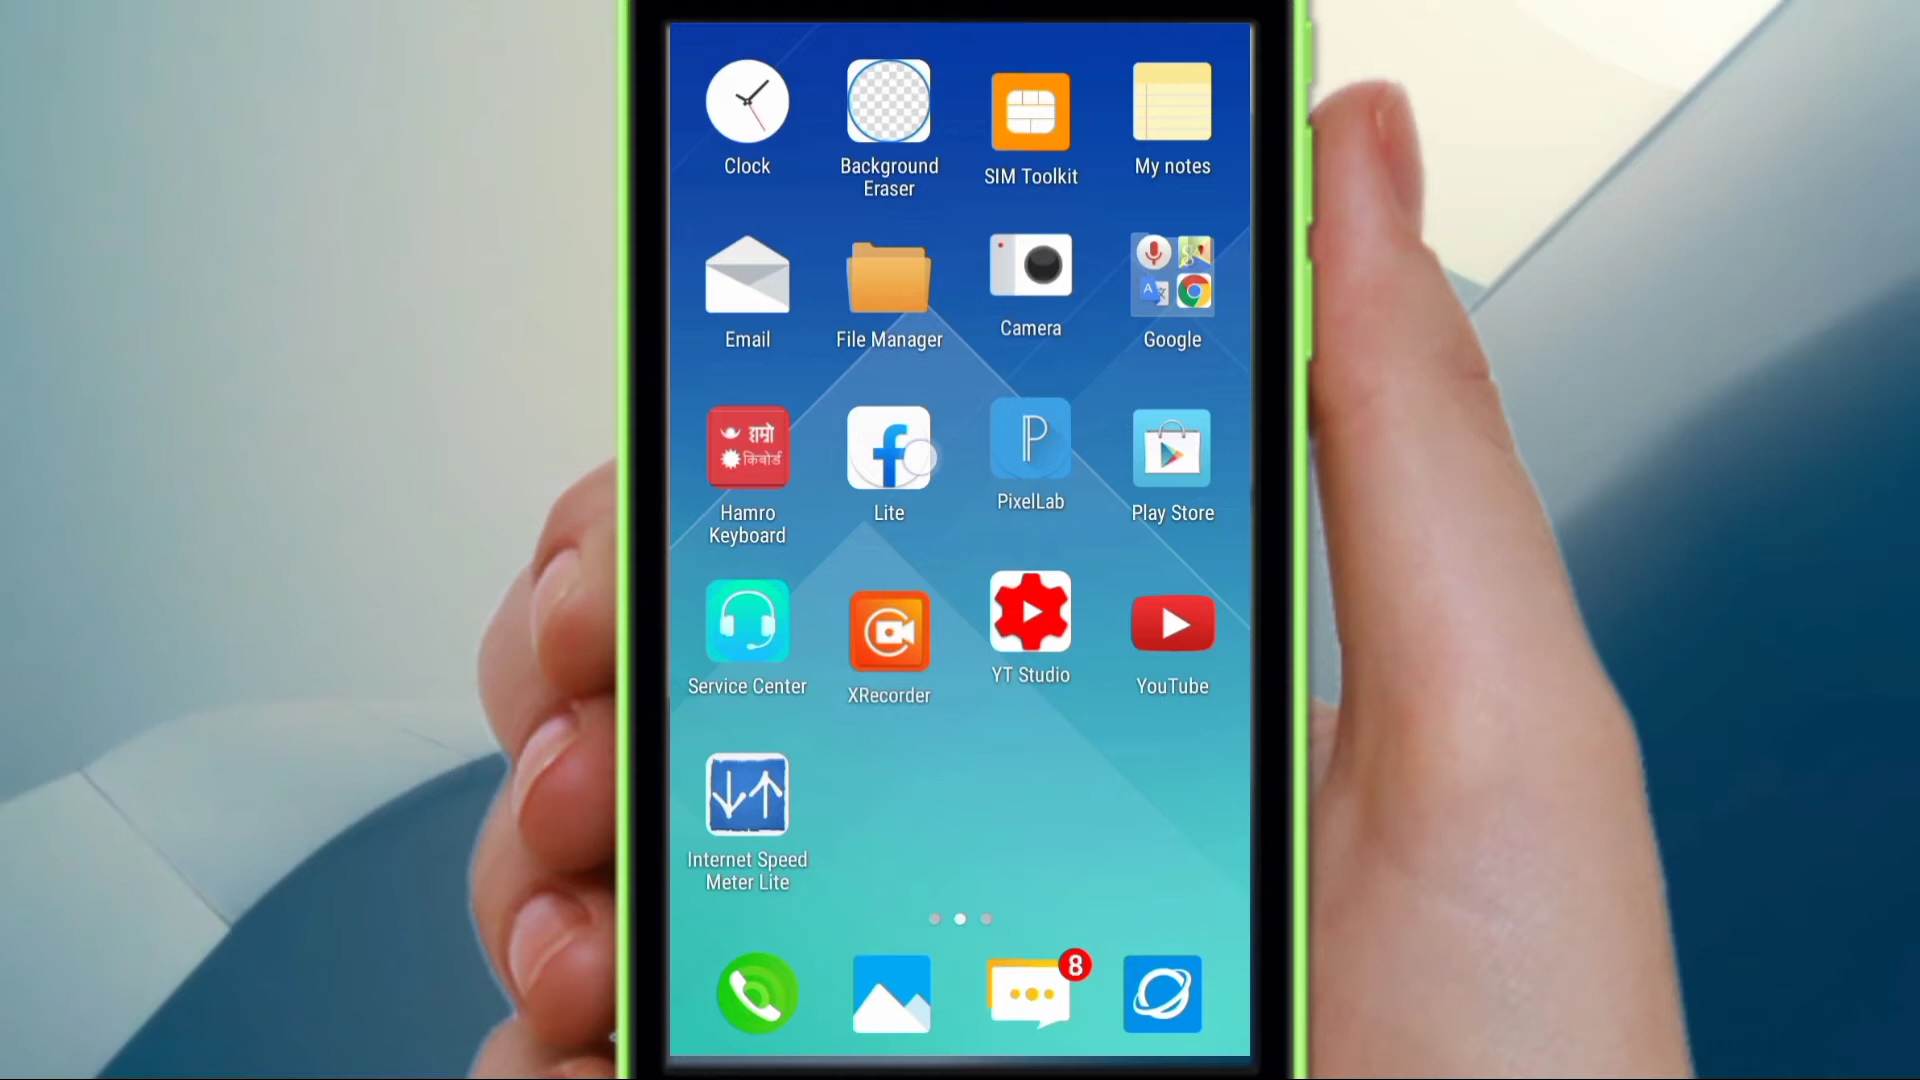 Clock
Background
Eraser
SIM Toolkit
My notes
Email
File Manager
Camera
Google
हाम्रो
किबोर्ड
Hamro
Keyboard
Lite
PixelLab
Play Store
Service Center
XRecorder
YT Studio
YouTube
Internet Speed
Meter Lite
8